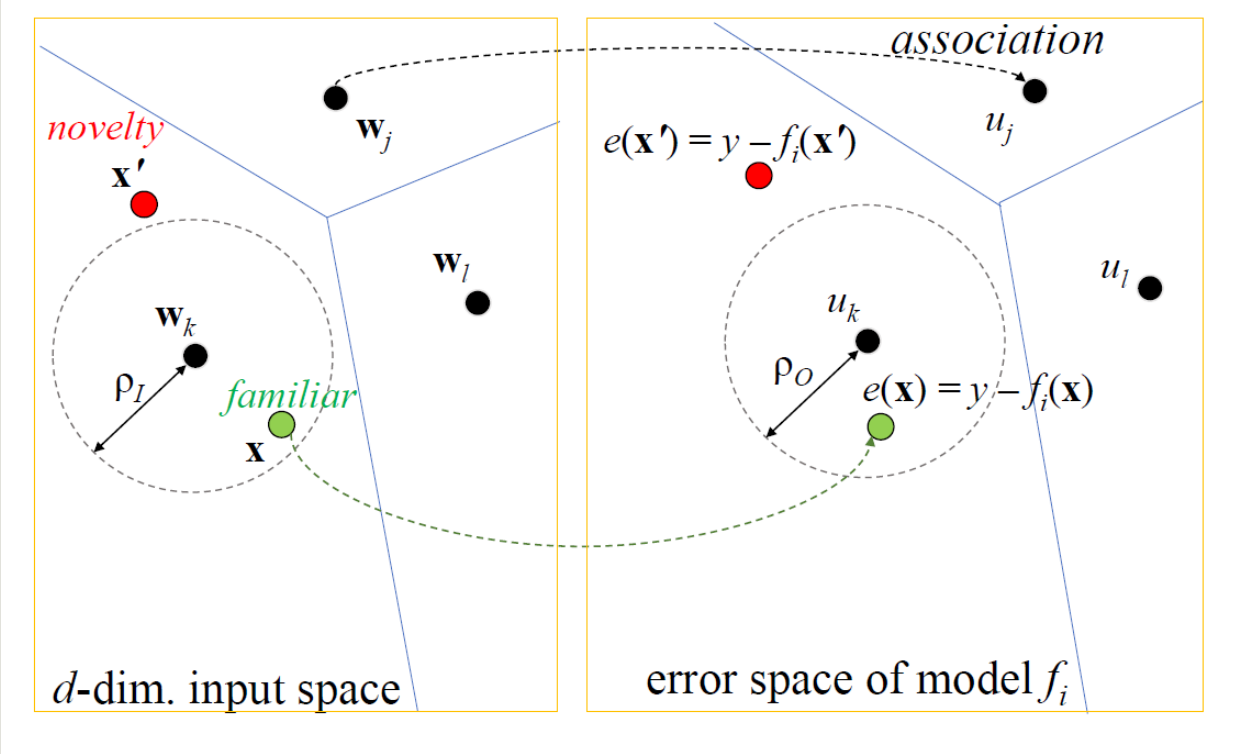 novelty
x′
w_j
w_l
w_k
ρ_I
familiar
x
d-dim. input space
association
u_j
e(x′) = y – f_i(x′)
u_l
u_k
ρ_O
e(x) = y – f_i(x)
error space of model f_i